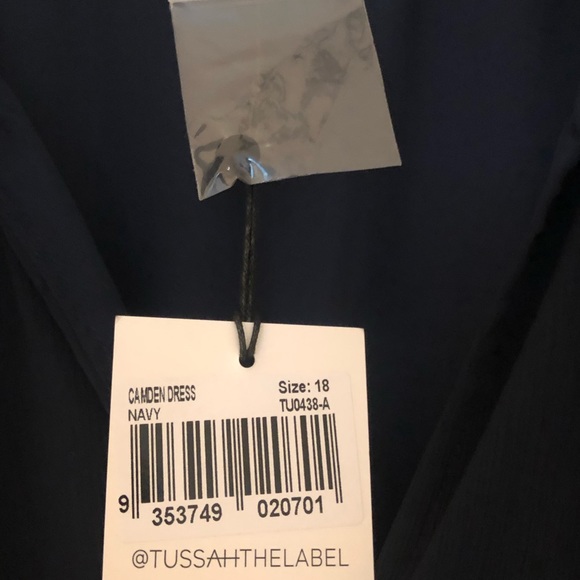 CAMDEN DRESS Size: 18
NAVY TU0438-A
9 353749 020701
@TUSSAHTHELABEL